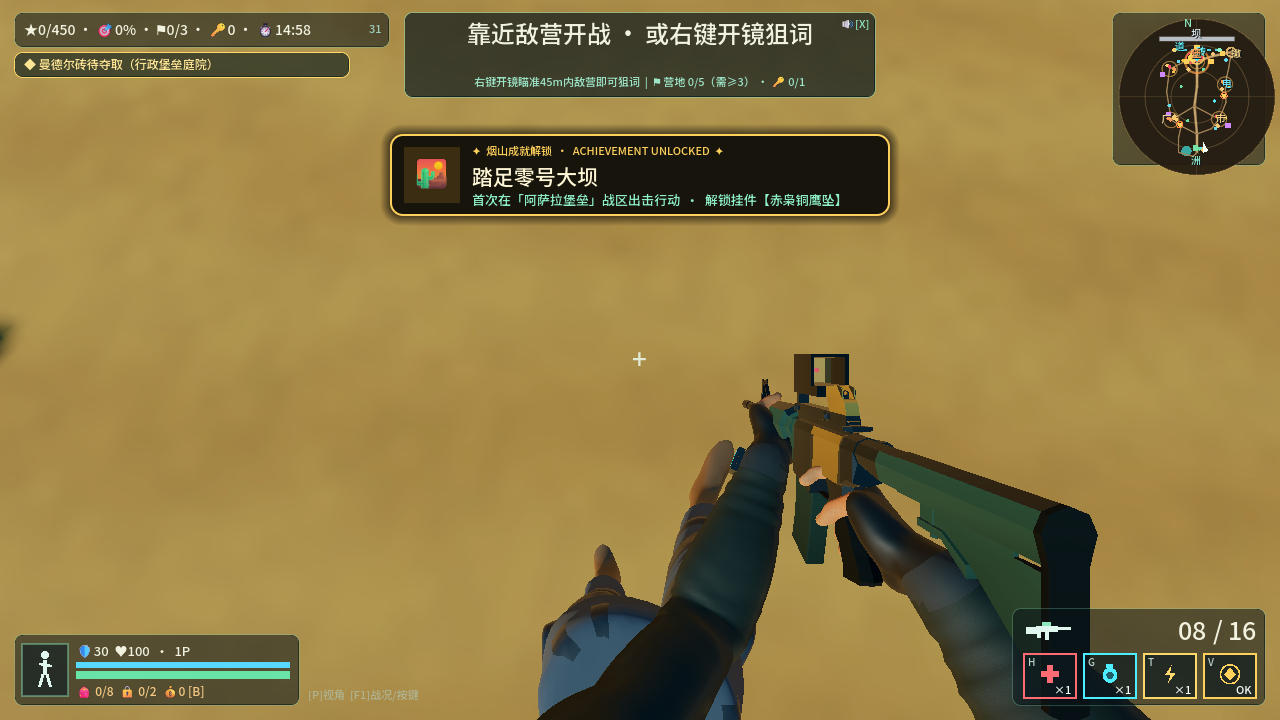 ★0/450 · 🎯0% · ⚑0/3 · 🔑0 · ⏱14:58
31
◆曼德尔砖待夺取（行政堡垒庭院）
靠近敌营开战 · 或右键开镜狙词
[X]
右键开镜瞄准45m内敌营即可狙词 | ⚑营地 0/5（需≥3） · 🔑 0/1
✦ 烟山成就解锁 · ACHIEVEMENT UNLOCKED ✦
踏足零号大坝
首次在「阿萨拉堡垒」战区出击行动 · 解锁挂件【赤枭铜鹰坠】
N
坝
道
市
洲
30 ♥100 · 1P
0/8 0/2 0 [B]
[P]视角 [F1]战况/按键
08 / 16
H ×1
G ×1
T ×1
V OK